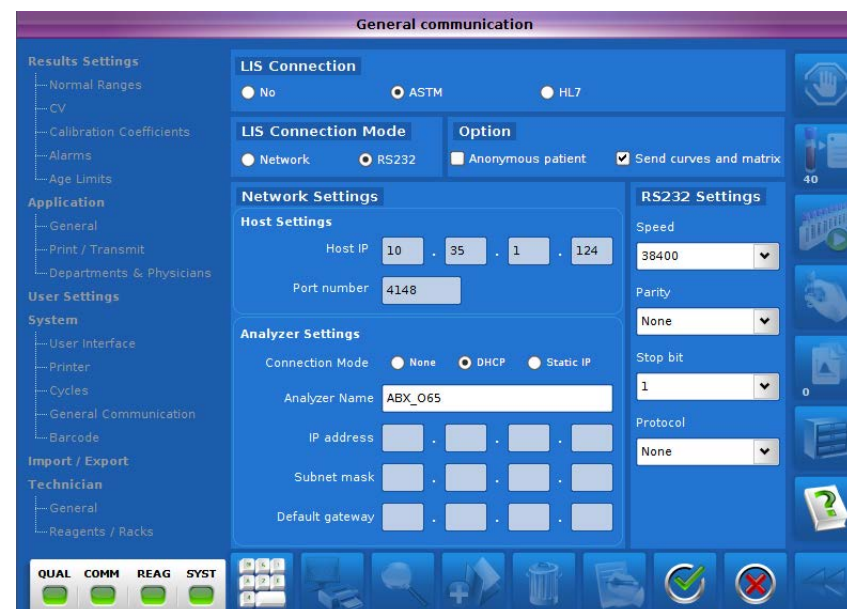 General communication
Results Settings
Normal Ranges
CV
Calibration Coefficients
Alarms
Age Limits
Application
General
Print / Transmit
Departments & Physicians
User Settings
System
User Interface
Printer
Cycles
General Communication
Barcode
Import / Export
Technician
General
Reagents / Racks
QUAL COMM REAG SYST
LIS Connection
No ASTM HL7
LIS Connection Mode
Network RS232
Option
Anonymous patient Send curves and matrix
Network Settings
Host Settings
Host IP 10 . 35 . 1 . 124
Port number 4148
Analyzer Settings
Connection Mode None DHCP Static IP
Analyzer Name ABX_O65
IP address . . .
Subnet mask . . .
Default gateway . . .
RS232 Settings
Speed
38400
Parity
None
Stop bit
1
Protocol
None
40
0
?